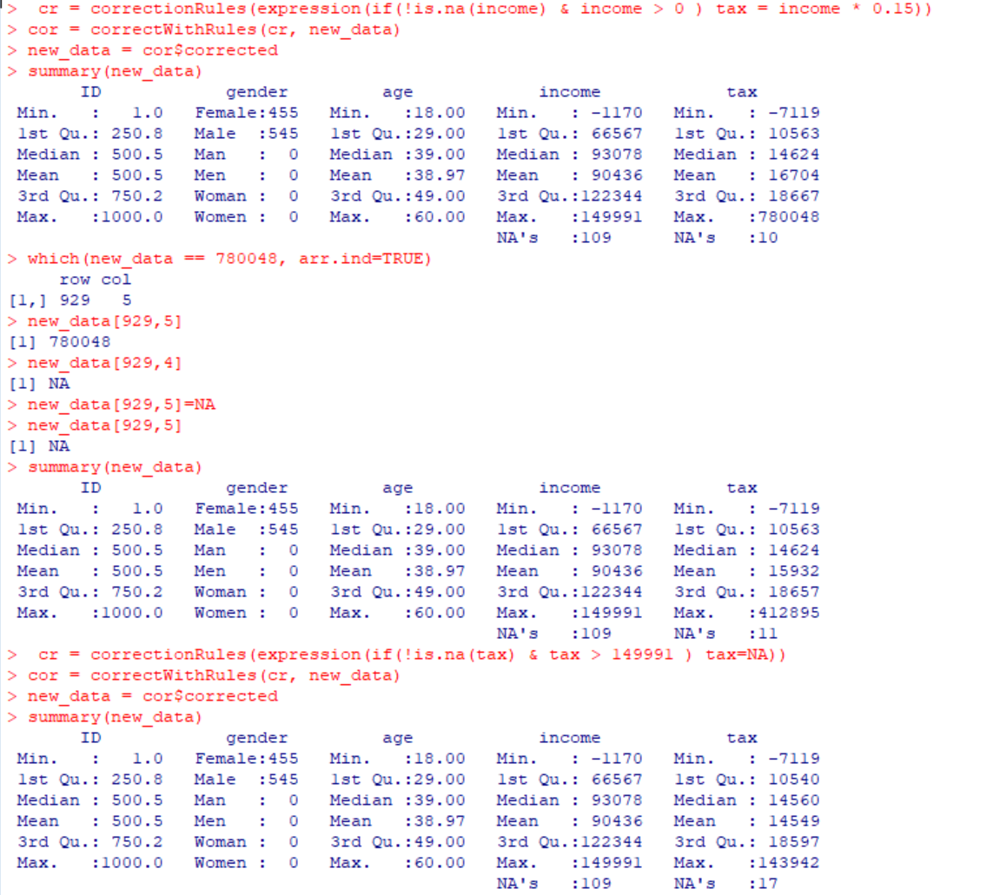 >  cr = correctionRules(expression(if(!is.na(income) & income > 0 ) tax = income * 0.15))
> cor = correctWithRules(cr, new_data)
> new_data = cor$corrected
> summary(new_data)
       ID            gender         age            income            tax
 Min.   :   1.0   Female:455   Min.   :18.00   Min.   : -1170   Min.   : -7119
 1st Qu.: 250.8   Male  :545   1st Qu.:29.00   1st Qu.: 66567   1st Qu.: 10563
 Median : 500.5   Man   :  0   Median :39.00   Median : 93078   Median : 14624
 Mean   : 500.5   Men   :  0   Mean   :38.97   Mean   : 90436   Mean   : 16704
 3rd Qu.: 750.2   Woman :  0   3rd Qu.:49.00   3rd Qu.:122344   3rd Qu.: 18667
 Max.   :1000.0   Women :  0   Max.   :60.00   Max.   :149991   Max.   :780048
                                               NA's   :109      NA's   :10
> which(new_data == 780048, arr.ind=TRUE)
     row col
[1,] 929   5
> new_data[929,5]
[1] 780048
> new_data[929,4]
[1] NA
> new_data[929,5]=NA
> new_data[929,5]
[1] NA
> summary(new_data)
       ID            gender         age            income            tax
 Min.   :   1.0   Female:455   Min.   :18.00   Min.   : -1170   Min.   : -7119
 1st Qu.: 250.8   Male  :545   1st Qu.:29.00   1st Qu.: 66567   1st Qu.: 10563
 Median : 500.5   Man   :  0   Median :39.00   Median : 93078   Median : 14624
 Mean   : 500.5   Men   :  0   Mean   :38.97   Mean   : 90436   Mean   : 15932
 3rd Qu.: 750.2   Woman :  0   3rd Qu.:49.00   3rd Qu.:122344   3rd Qu.: 18657
 Max.   :1000.0   Women :  0   Max.   :60.00   Max.   :149991   Max.   :412895
                                               NA's   :109      NA's   :11
>  cr = correctionRules(expression(if(!is.na(tax) & tax > 149991 ) tax=NA))
> cor = correctWithRules(cr, new_data)
> new_data = cor$corrected
> summary(new_data)
       ID            gender         age            income            tax
 Min.   :   1.0   Female:455   Min.   :18.00   Min.   : -1170   Min.   : -7119
 1st Qu.: 250.8   Male  :545   1st Qu.:29.00   1st Qu.: 66567   1st Qu.: 10540
 Median : 500.5   Man   :  0   Median :39.00   Median : 93078   Median : 14560
 Mean   : 500.5   Men   :  0   Mean   :38.97   Mean   : 90436   Mean   : 14549
 3rd Qu.: 750.2   Woman :  0   3rd Qu.:49.00   3rd Qu.:122344   3rd Qu.: 18597
 Max.   :1000.0   Women :  0   Max.   :60.00   Max.   :149991   Max.   :143942
                                               NA's   :109      NA's   :17